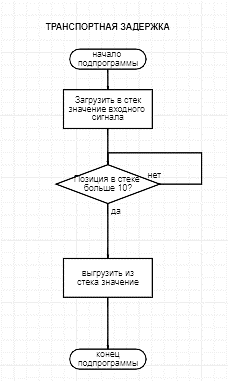 ТРАНСПОРТНАЯ ЗАДЕРЖКА
начало
подпрограммы
Загрузить в стек
значение входного
сигнала
Позиция в стеке
больше 10?
нет
да
выгрузить из
стека значение
конец
подпрограммы